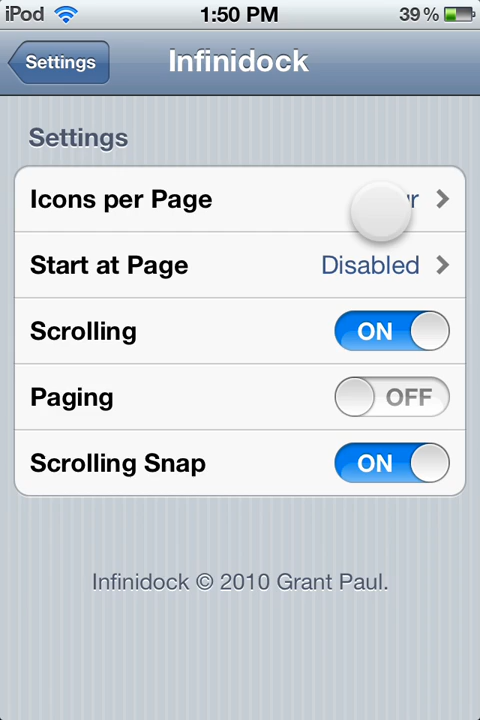 iPod 1:50 PM 39%
Settings Infinidock
Settings
Icons per Page
Start at Page Disabled
Scrolling ON
Paging OFF
Scrolling Snap ON
Infinidock © 2010 Grant Paul.